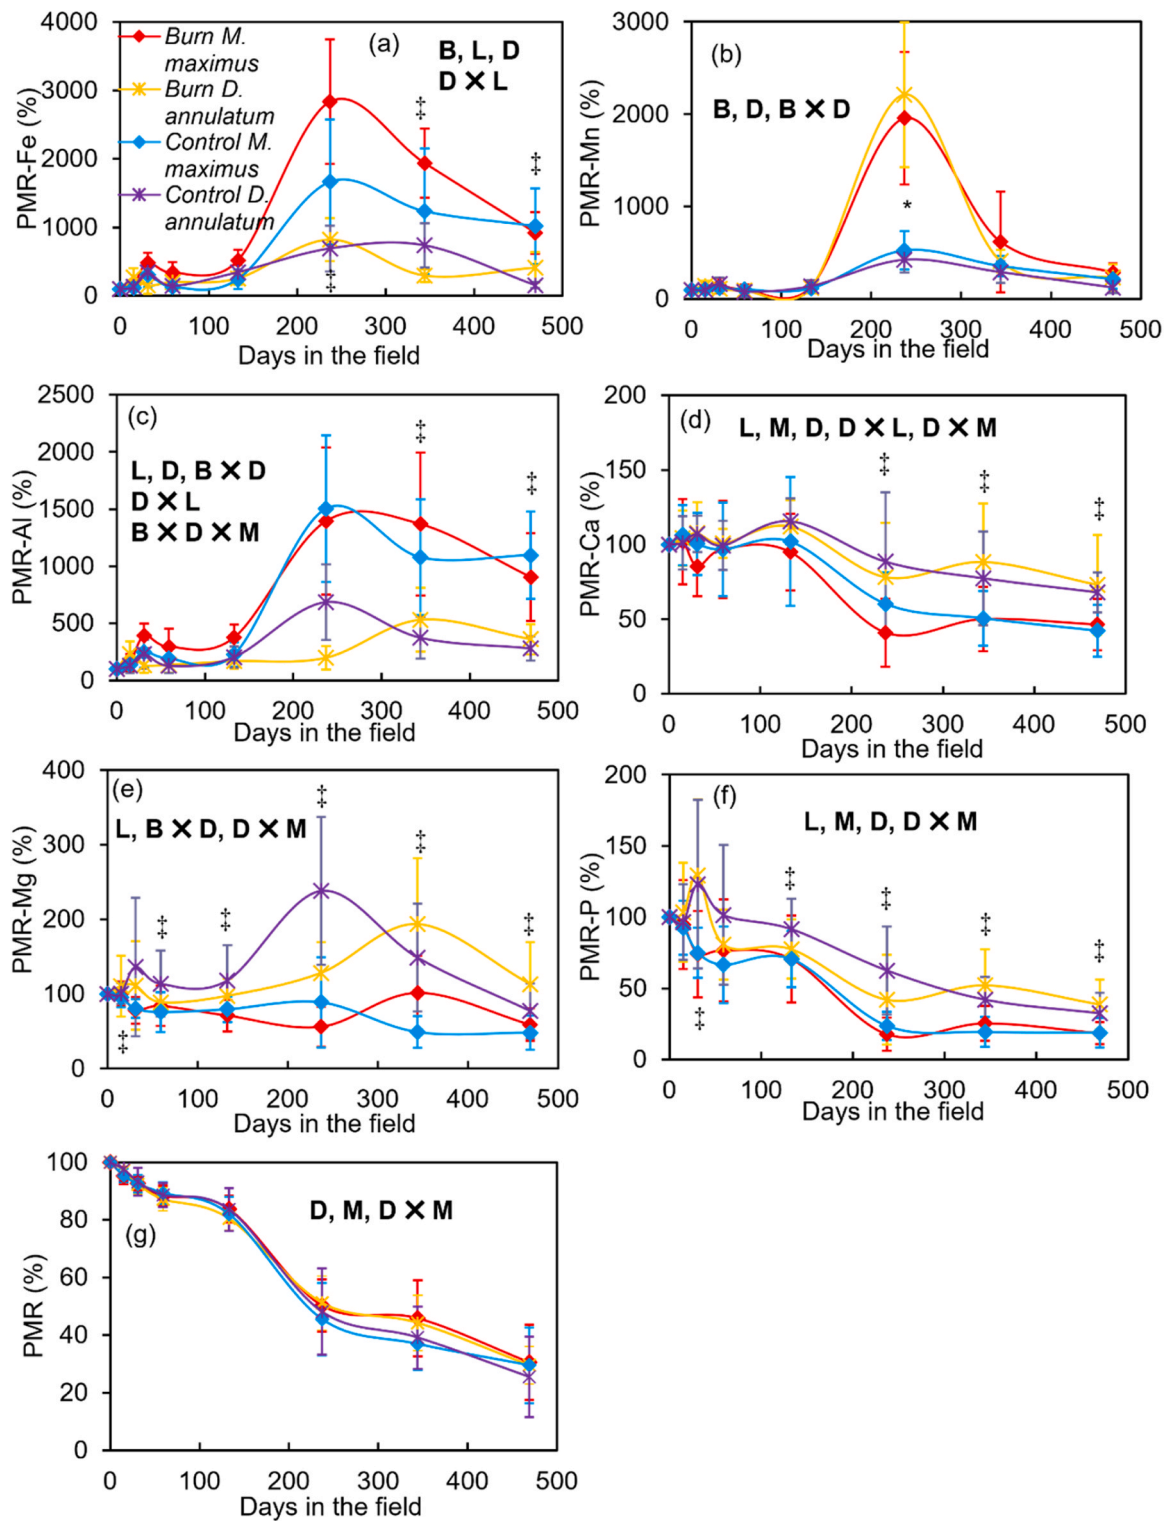 PMR-Fe (%)
4000
3000
2000
1000
0
Burn M.
maximus
Burn D.
annulatum
Control M.
maximus
Control D.
annulatum
(a)
B, L, D
D ✕ L
‡
‡
‡
0 100 200 300 400 500
Days in the field
PMR-Mn (%)
3000
2000
1000
0
(b)
B, D, B ✕ D
*
0 100 200 300 400 500
Days in the field
PMR-Al (%)
2500
2000
1500
1000
500
0
(c)
L, D, B ✕ D
D ✕ L
B ✕ D ✕ M
‡
‡
0 100 200 300 400 500
Days in the field
PMR-Ca (%)
200
150
100
50
0
(d)
L, M, D, D ✕ L, D ✕ M
‡
‡
‡
0 100 200 300 400 500
Days in the field
PMR-Mg (%)
400
300
200
100
0
(e)
L, B ✕ D, D ✕ M
‡
‡
‡
‡
‡
‡
0 100 200 300 400 500
Days in the field
PMR-P (%)
200
150
100
50
0
(f)
L, M, D, D ✕ M
‡
‡
‡
‡
‡
0 100 200 300 400 500
Days in the field
PMR (%)
100
80
60
40
20
0
(g)
D, M, D ✕ M
0 100 200 300 400 500
Days in the field